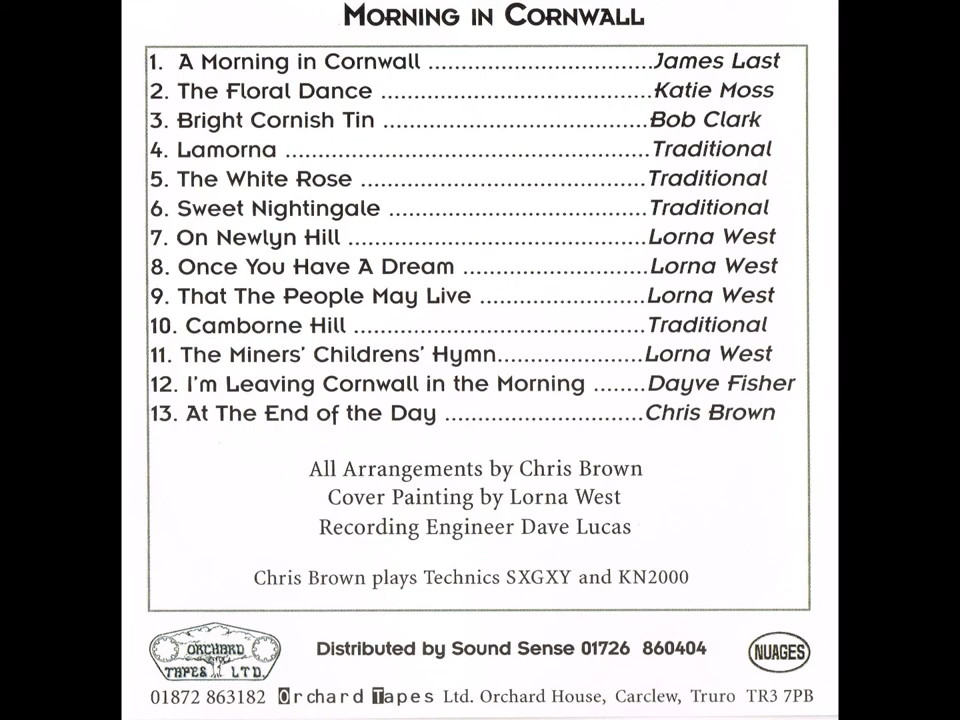 MORNING IN CORNWALL
1. A Morning in Cornwall ....................................James Last
2. The Floral Dance ...........................................Katie Moss
3. Bright Cornish Tin ..........................................Bob Clark
4. Lamorna ..........................................................Traditional
5. The White Rose .............................................Traditional
6. Sweet Nightingale .........................................Traditional
7. On Newlyn Hill ...............................................Lorna West
8. Once You Have A Dream .............................Lorna West
9. That The People May Live ..........................Lorna West
10. Camborne Hill ..............................................Traditional
11. The Miners' Childrens' Hymn.......................Lorna West
12. I'm Leaving Cornwall in the Morning ........Dayve Fisher
13. At The End of the Day ................................Chris Brown
All Arrangements by Chris Brown
Cover Painting by Lorna West
Recording Engineer Dave Lucas
Chris Brown plays Technics SXGXY and KN2000
ORCHARD
TAPES LTD.
Distributed by Sound Sense 01726 860404
NUAGES
01872 863182 Orchard Tapes Ltd. Orchard House, Carclew, Truro TR3 7PB